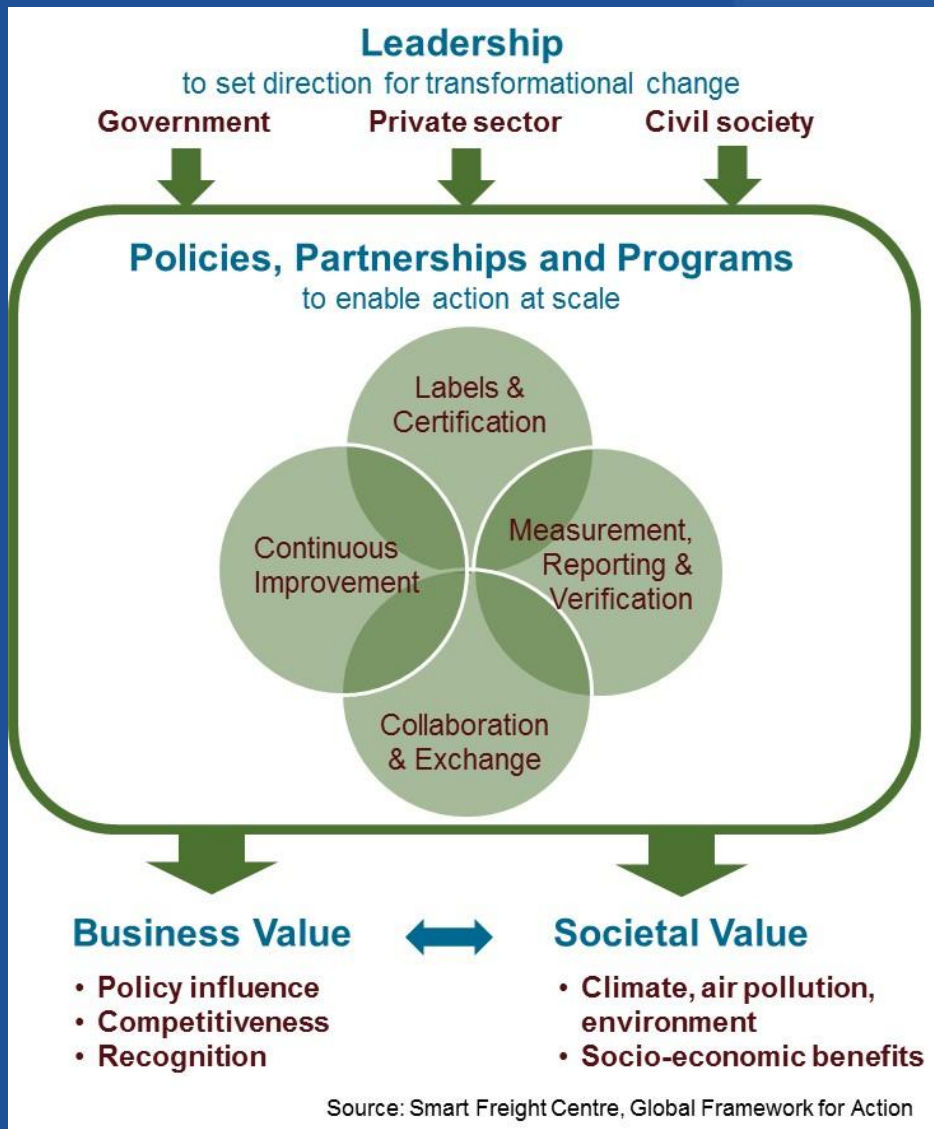 Leadership
to set direction for transformational change
Government Private sector Civil society
Policies, Partnerships and Programs
to enable action at scale
Labels &
Certification
Continuous
Improvement
Measurement,
Reporting &
Verification
Collaboration
& Exchange
Business Value
• Policy influence
• Competitiveness
• Recognition
Societal Value
• Climate, air pollution,
environment
• Socio-economic benefits
Source: Smart Freight Centre, Global Framework for Action